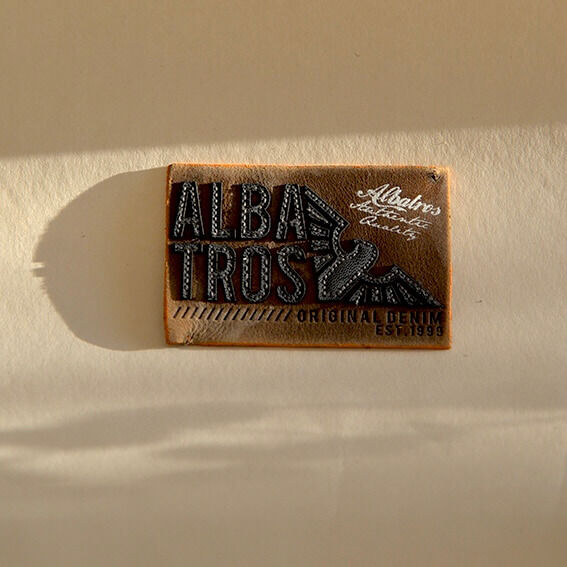 ALBA
TROS
Albatros
Authentic
Quality
////////////// ORIGINAL DENIM
EST.1999